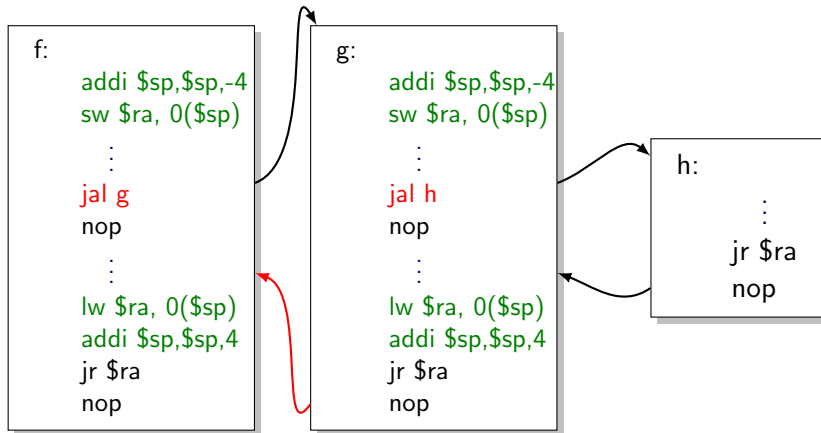 f:
addi $sp,$sp,-4
sw $ra, 0($sp)
⋮
jal g
nop
⋮
lw $ra, 0($sp)
addi $sp,$sp,4
jr $ra
nop
g:
addi $sp,$sp,-4
sw $ra, 0($sp)
⋮
jal h
nop
⋮
lw $ra, 0($sp)
addi $sp,$sp,4
jr $ra
nop
h:
⋮
jr $ra
nop